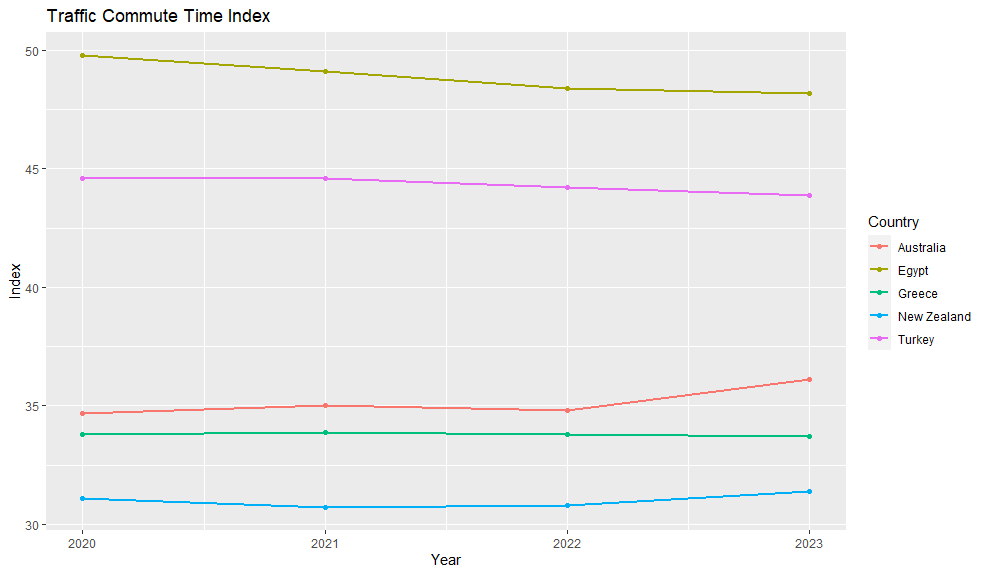 Traffic Commute Time Index
50
45
40
35
30
Index
2020 2021 2022 2023
Year
Country
Australia
Egypt
Greece
New Zealand
Turkey